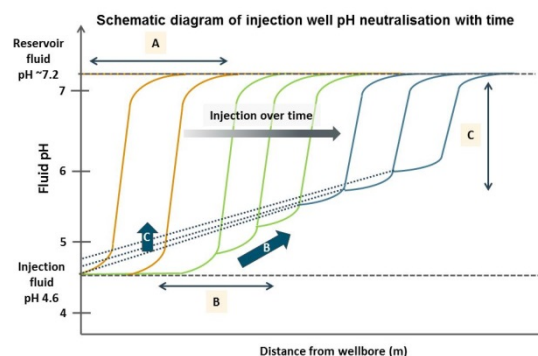 Schematic diagram of injection well pH neutralisation with time
Reservoir
fluid
pH ~7.2
A
7
Injection over time
C
Fluid pH
6
C
B
5
Injection
fluid
pH 4.6
B
4
Distance from wellbore (m)